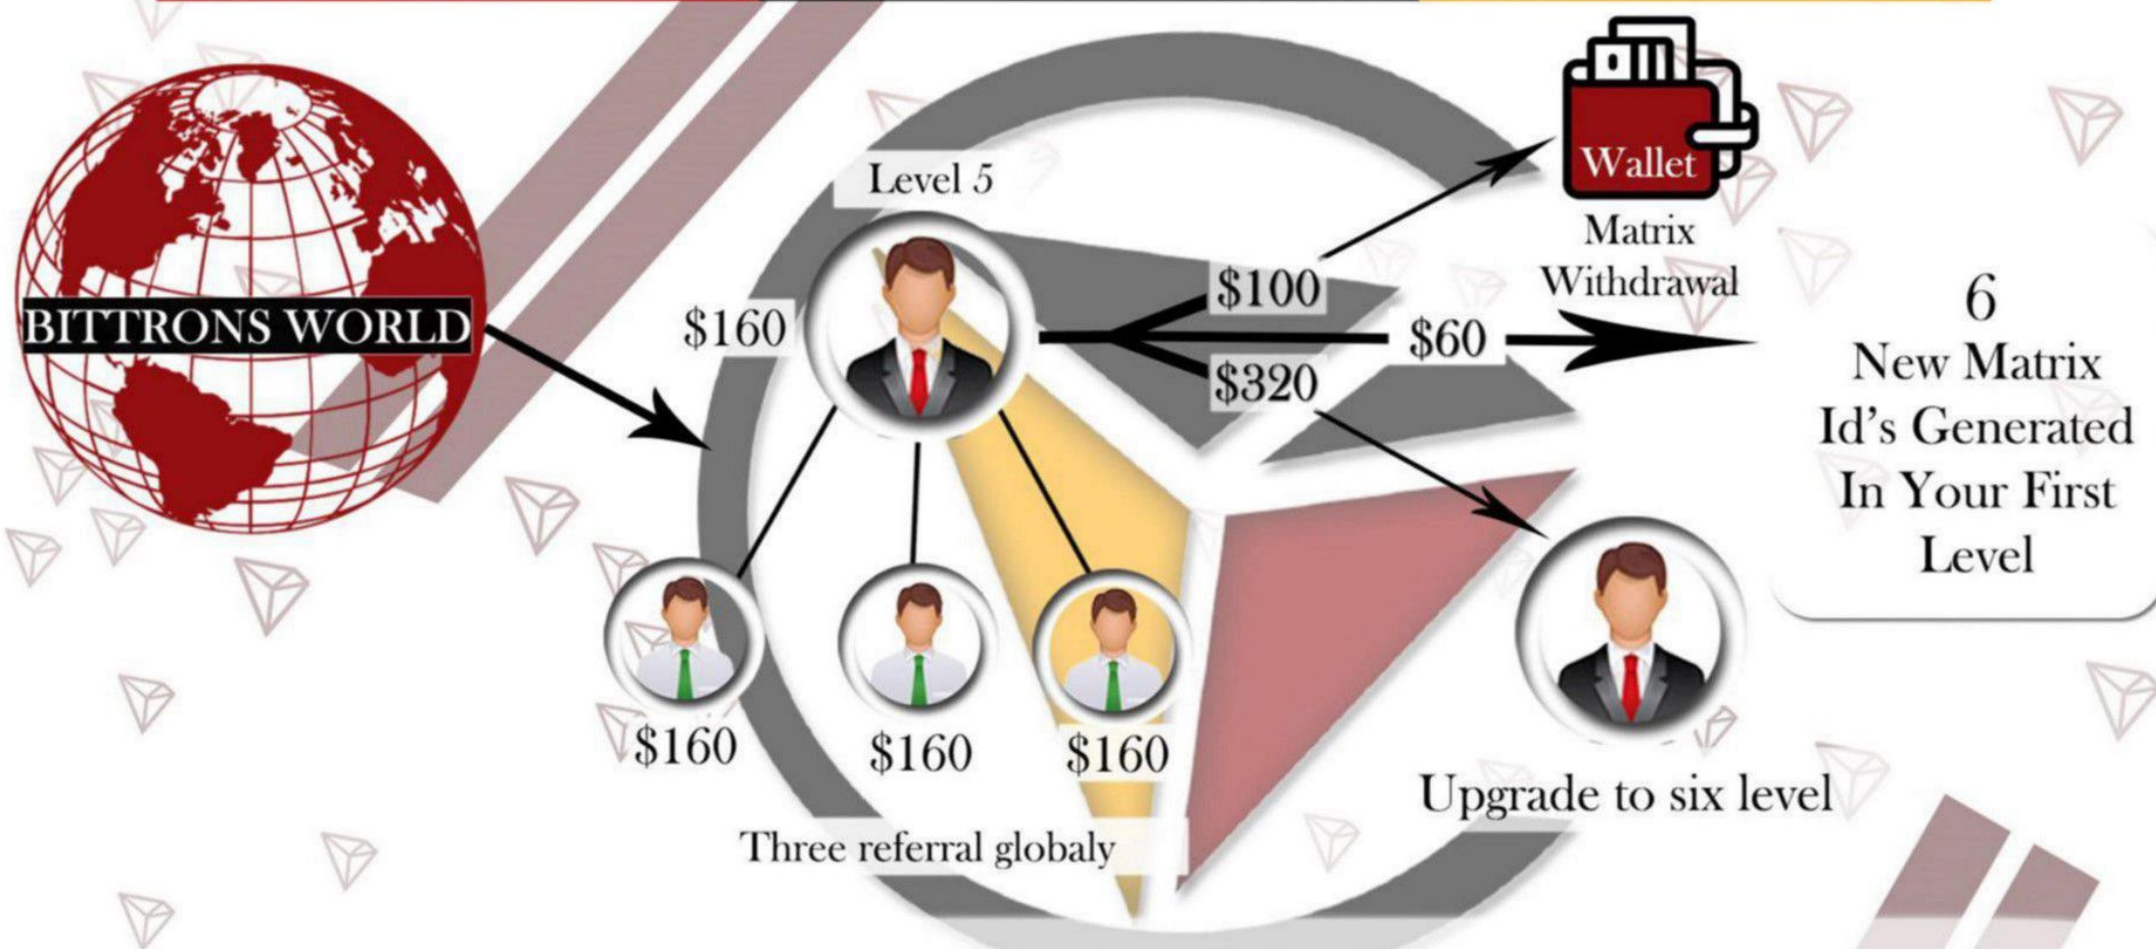 BITTRONS WORLD
Level 5
$160
$100
$60
$320
Wallet
Matrix
Withdrawal
6
New Matrix
Id's Generated
In Your First
Level
$160
$160
$160
Three referral globaly
Upgrade to six level